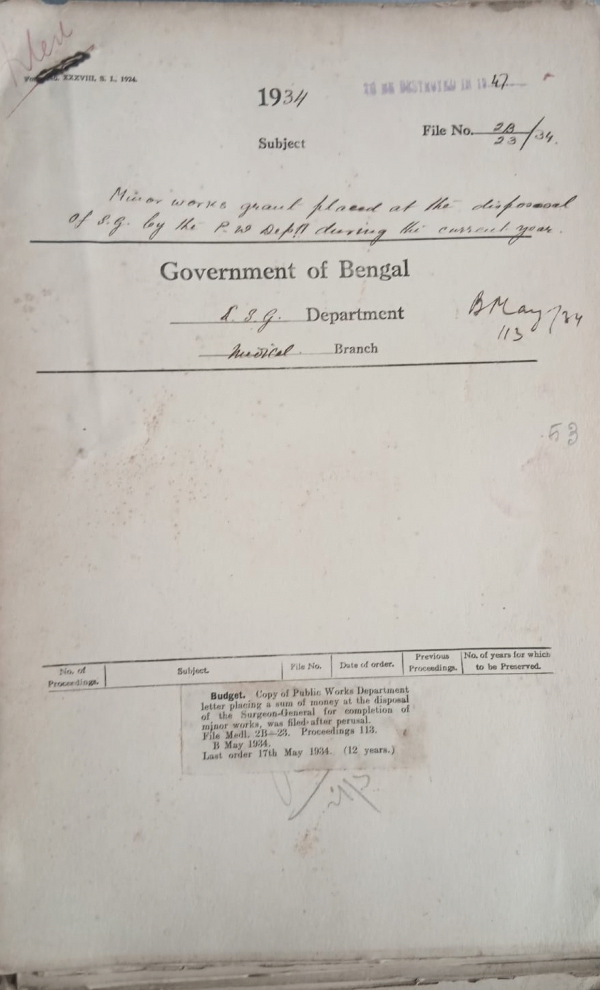 XXXVIII, S. I., 1924.
TO BE DESTROYED IN 1947
1934
File No. 2B/23/34.
Subject
Minor works grant placed at the disposal
of S.G. by the P.W Deptt during the current year.
Government of Bengal
L. S. G. Department
B May/34
113
Medical Branch
53
No. of Proceedings.
Subject.
File No.
Date of order.
Previous Proceedings.
No. of years for which to be Preserved.
Budget. Copy of Public Works Department
letter placing a sum of money at the disposal
of the Surgeon-General for completion of
minor works, was filed after perusal.
File Medl. 2B—23. Proceedings 113.
B May 1934.
Last order 17th May 1934. (12 years.)